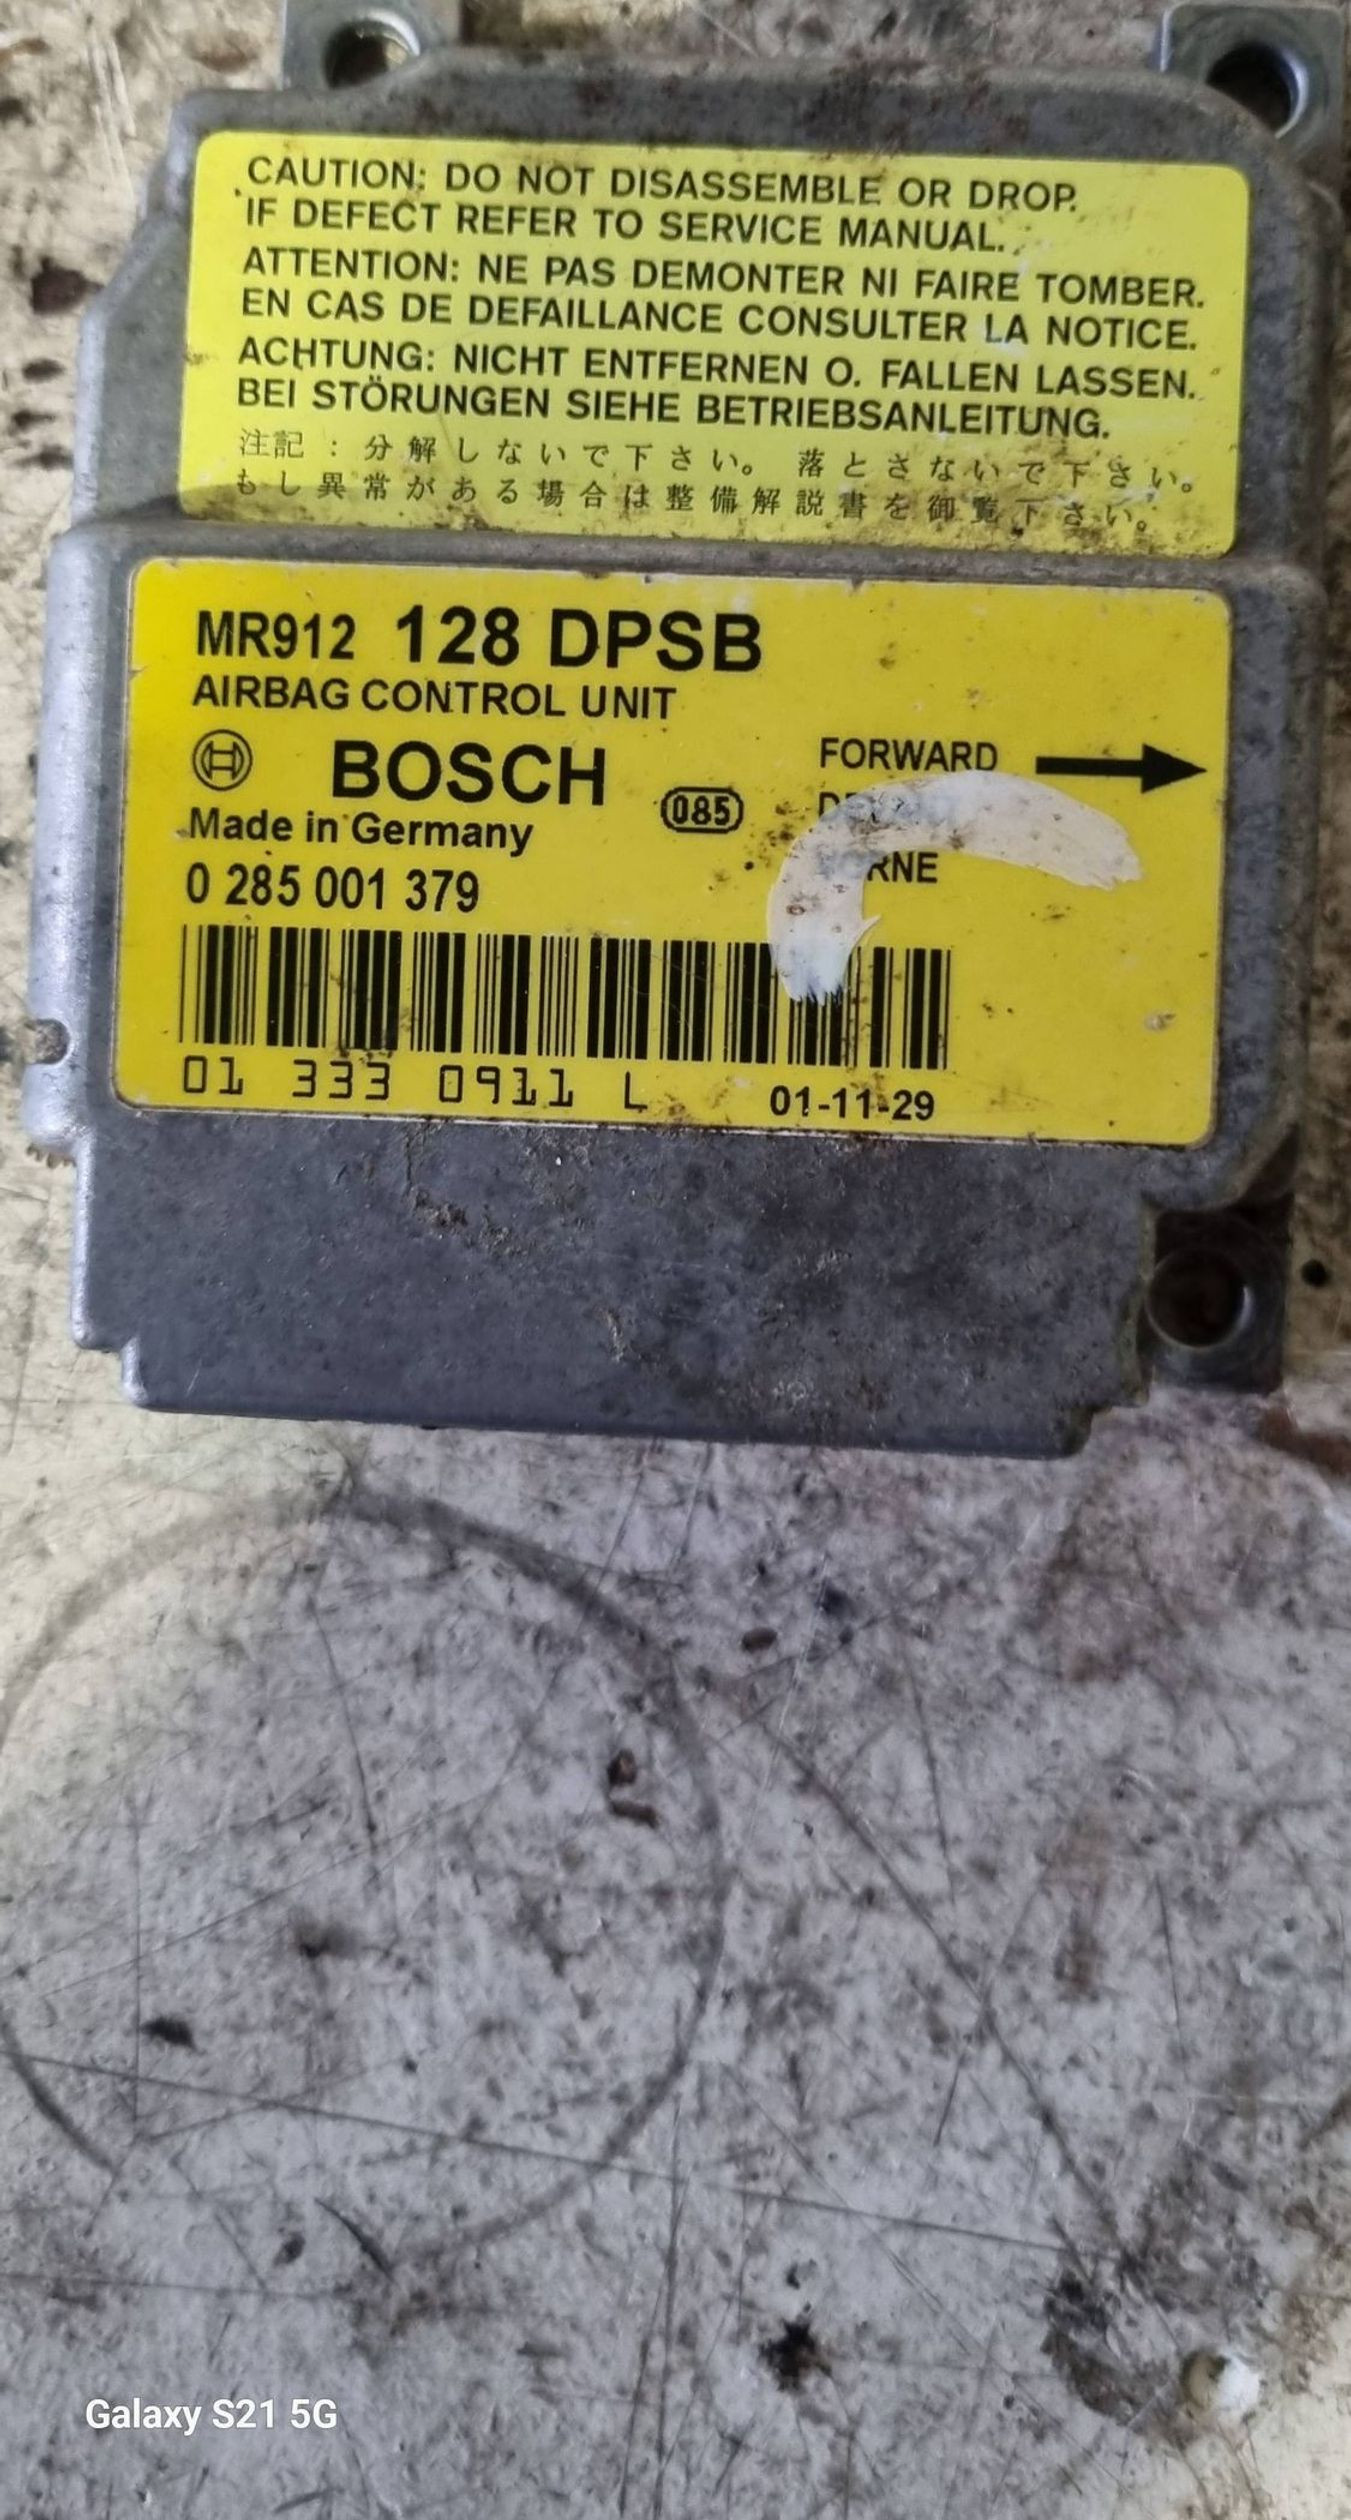 CAUTION: DO NOT DISASSEMBLE OR DROP.
IF DEFECT REFER TO SERVICE MANUAL.
ATTENTION: NE PAS DEMONTER NI FAIRE TOMBER.
EN CAS DE DEFAILLANCE CONSULTER LA NOTICE.
ACHTUNG: NICHT ENTFERNEN O. FALLEN LASSEN.
BEI STÖRUNGEN SIEHE BETRIEBSANLEITUNG.
注記：分解しないで下さい。 落とさないで下さい。
もし異常がある場合は整備解説書を御覧下さい。
MR912 128 DPSB
AIRBAG CONTROL UNIT
BOSCH
Made in Germany
085
FORWARD
0 285 001 379
01 333 0911 L
01-11-29
Galaxy S21 5G